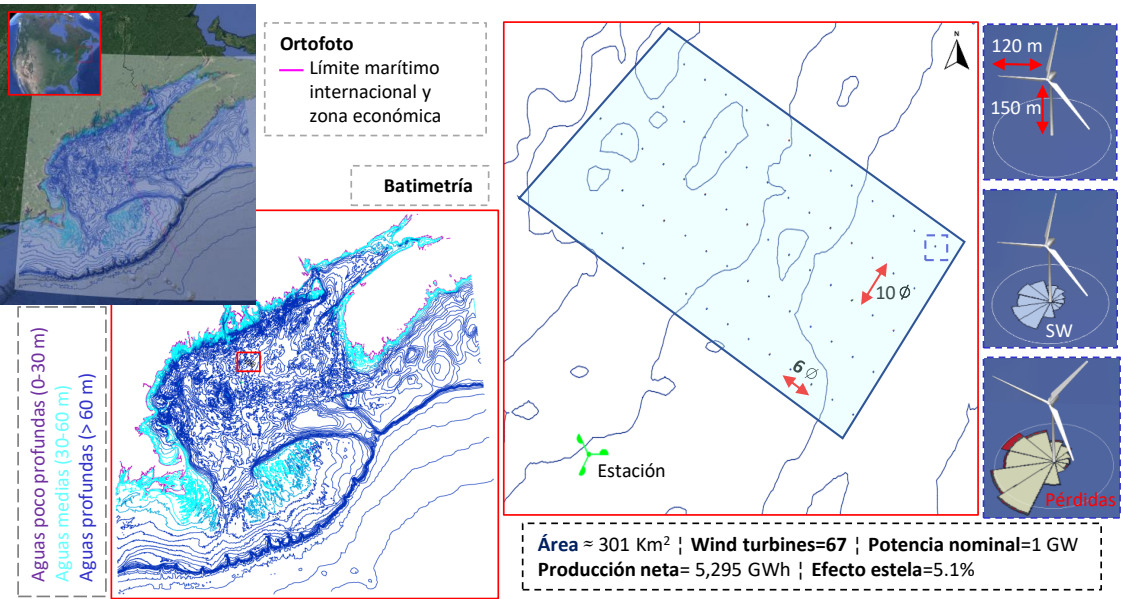 Ortofoto
Límite marítimo
internacional y
zona económica
Batimetría
Aguas poco profundas (0-30 m)
Aguas medias (30-60 m)
Aguas profundas (> 60 m)
N
10 ∅
6 ∅
Estación
120 m
150 m
SW
Pérdidas
Área ≈ 301 Km² ¦ Wind turbines=67 ¦ Potencia nominal=1 GW
Producción neta= 5,295 GWh ¦ Efecto estela=5.1%